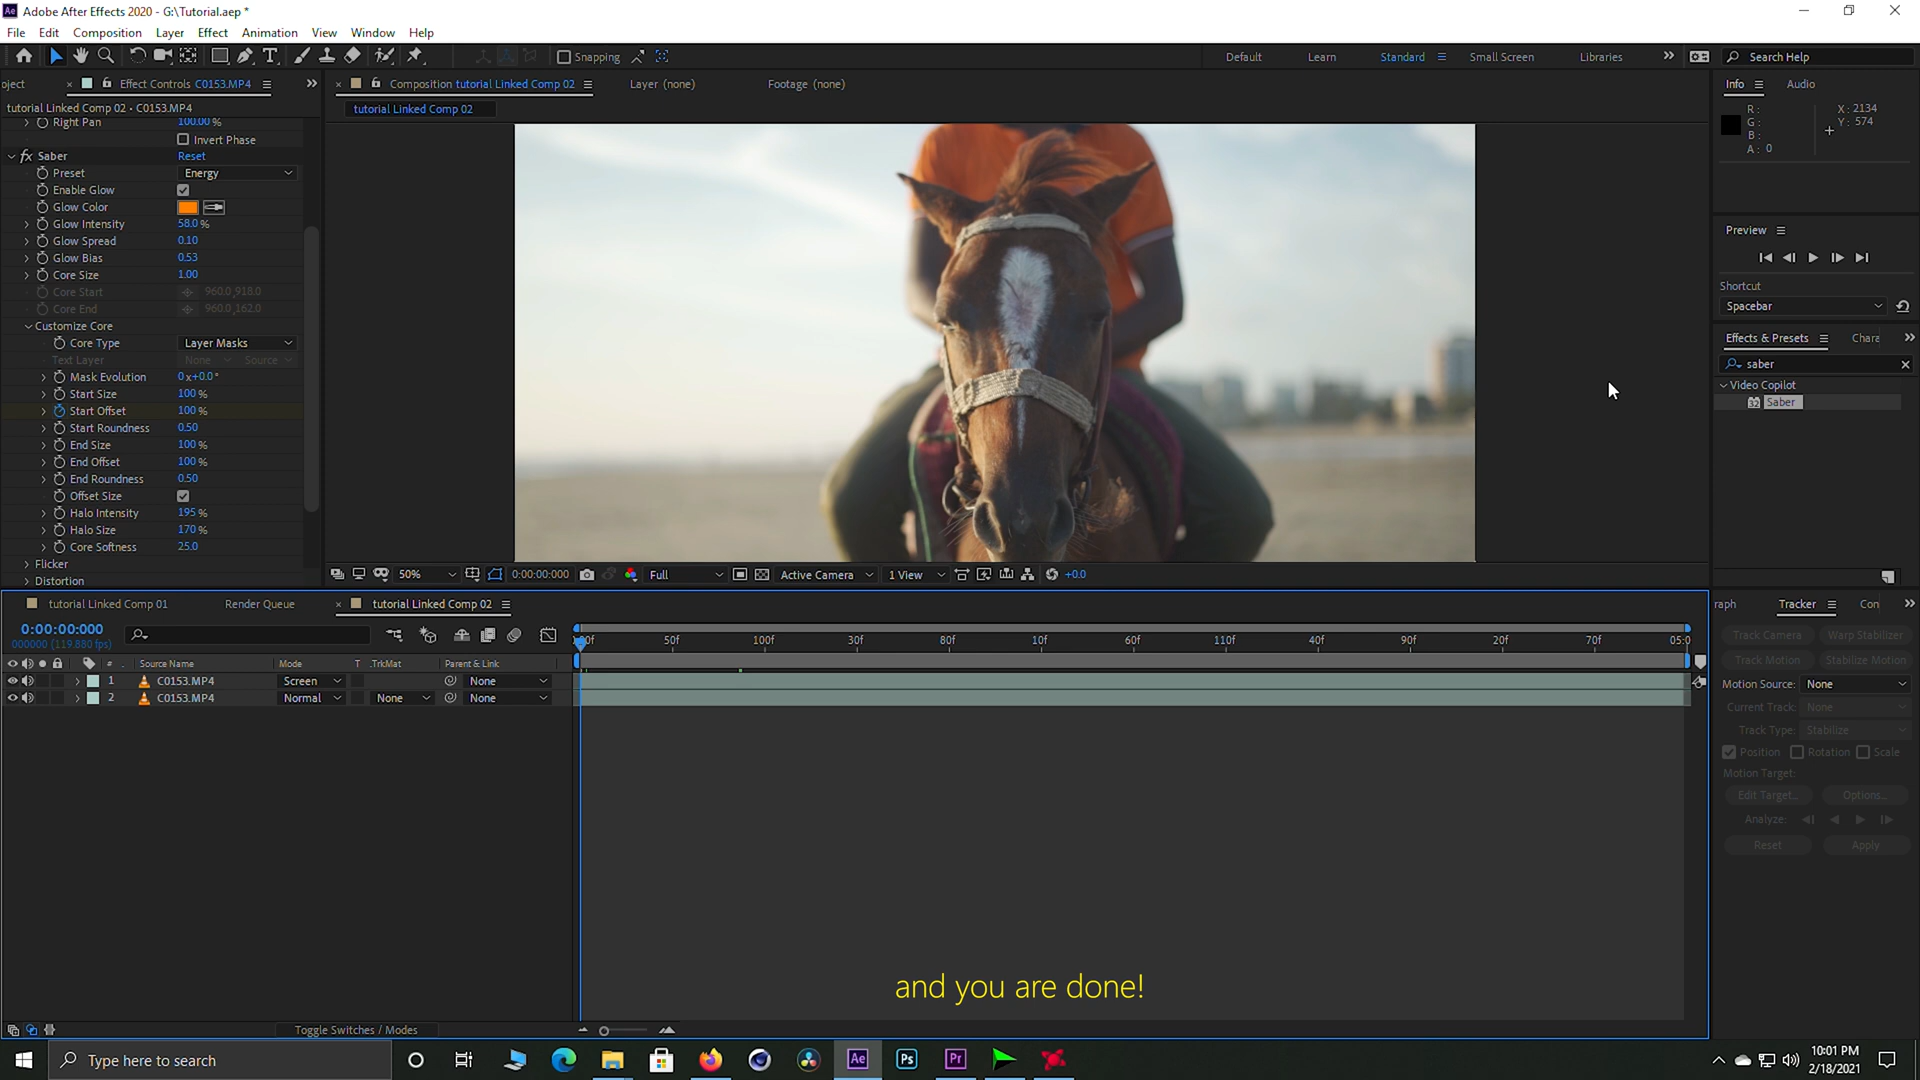 Ae Adobe After Effects 2020 - G:\Tutorial.aep *
File Edit Composition Layer Effect Animation View Window Help
Snapping
Default Learn Standard Small Screen Libraries
Search Help
oject
Effect Controls C0153.MP4
Composition tutorial Linked Comp 02
Layer (none)
Footage (none)
tutorial Linked Comp 02 • C0153.MP4
tutorial Linked Comp 02
Right Pan 100.00 %
Invert Phase
fx Saber Reset
Preset Energy
Enable Glow
Glow Color
Glow Intensity 58.0 %
Glow Spread 0.10
Glow Bias 0.53
Core Size 1.00
Core Start 960.0,918.0
Core End 960.0,162.0
Customize Core
Core Type Layer Masks
Text Layer None Source
Mask Evolution 0x+0.0°
Start Size 100 %
Start Offset 100 %
Start Roundness 0.50
End Size 100 %
End Offset 100 %
End Roundness 0.50
Offset Size
Halo Intensity 195 %
Halo Size 170 %
Core Softness 25.0
Flicker
Distortion
50% 0:00:00:000 Full Active Camera 1 View +0.0
Info Audio
R: X: 2134
G: Y: 574
B:
A: 0
Preview
Shortcut
Spacebar
Effects & Presets Chara
saber
Video Copilot
32 Saber
tutorial Linked Comp 01 Render Queue tutorial Linked Comp 02
0:00:00:000
000000 (119.880 fps)
00f 50f 100f 30f 80f 10f 60f 110f 40f 90f 20f 70f 05:0
# Source Name Mode T .TrkMat Parent & Link
1 C0153.MP4 Screen None
2 C0153.MP4 Normal None None
raph Tracker Con
Track Camera Warp Stabilizer
Track Motion Stabilize Motion
Motion Source: None
Current Track: None
Track Type: Stabilize
Position Rotation Scale
Motion Target:
Edit Target... Options...
Analyze:
Reset Apply
and you are done!
Toggle Switches / Modes
Type here to search
Ae Ps Pr
10:01 PM
2/18/2021